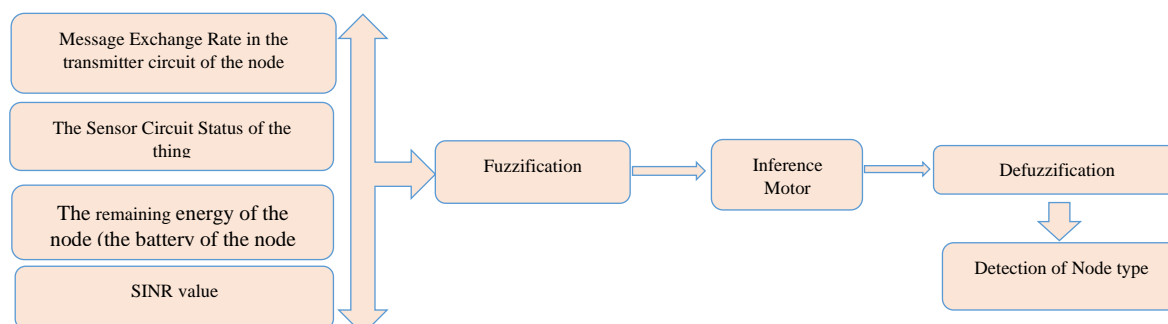 Message Exchange Rate in the
transmitter circuit of the node
The Sensor Circuit Status of the
thing
The remaining energy of the
node (the battery of the node
SINR value
Fuzzification
Inference
Motor
Defuzzification
Detection of Node type